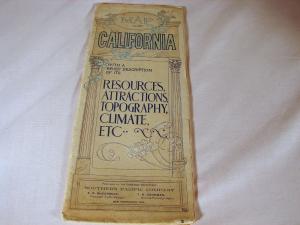 MAP
CALIFORNIA
WITH A
BRIEF DESCRIPTION
OF ITS
RESOURCES,
ATTRACTIONS,
TOPOGRAPHY,
CLIMATE,
ETC
SOUTHERN PACIFIC COMPANY